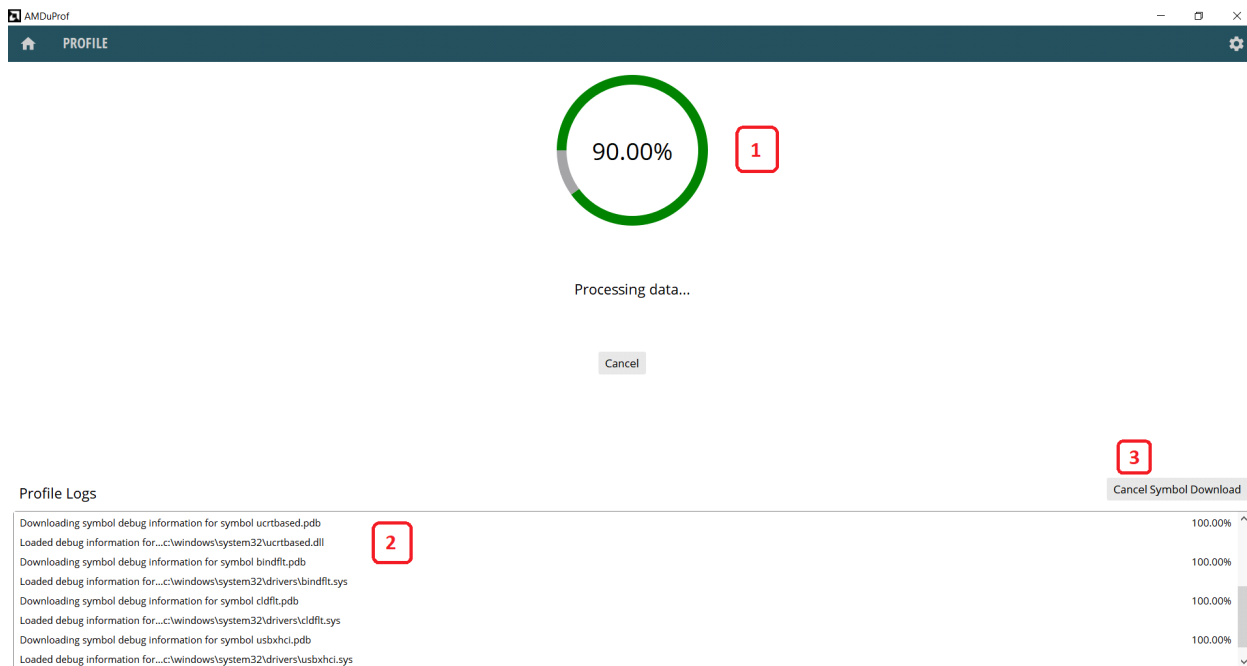 AMDuProf
PROFILE
90.00%
1
Processing data...
Cancel
3
Profile Logs
Cancel Symbol Download
Downloading symbol debug information for symbol ucrtbased.pdb 100.00%
Loaded debug information for...c:\windows\system32\ucrtbased.dll
2
Downloading symbol debug information for symbol bindflt.pdb 100.00%
Loaded debug information for...c:\windows\system32\drivers\bindflt.sys
Downloading symbol debug information for symbol cldflt.pdb 100.00%
Loaded debug information for...c:\windows\system32\drivers\cldflt.sys
Downloading symbol debug information for symbol usbxhci.pdb 100.00%
Loaded debug information for...c:\windows\system32\drivers\usbxhci.sys